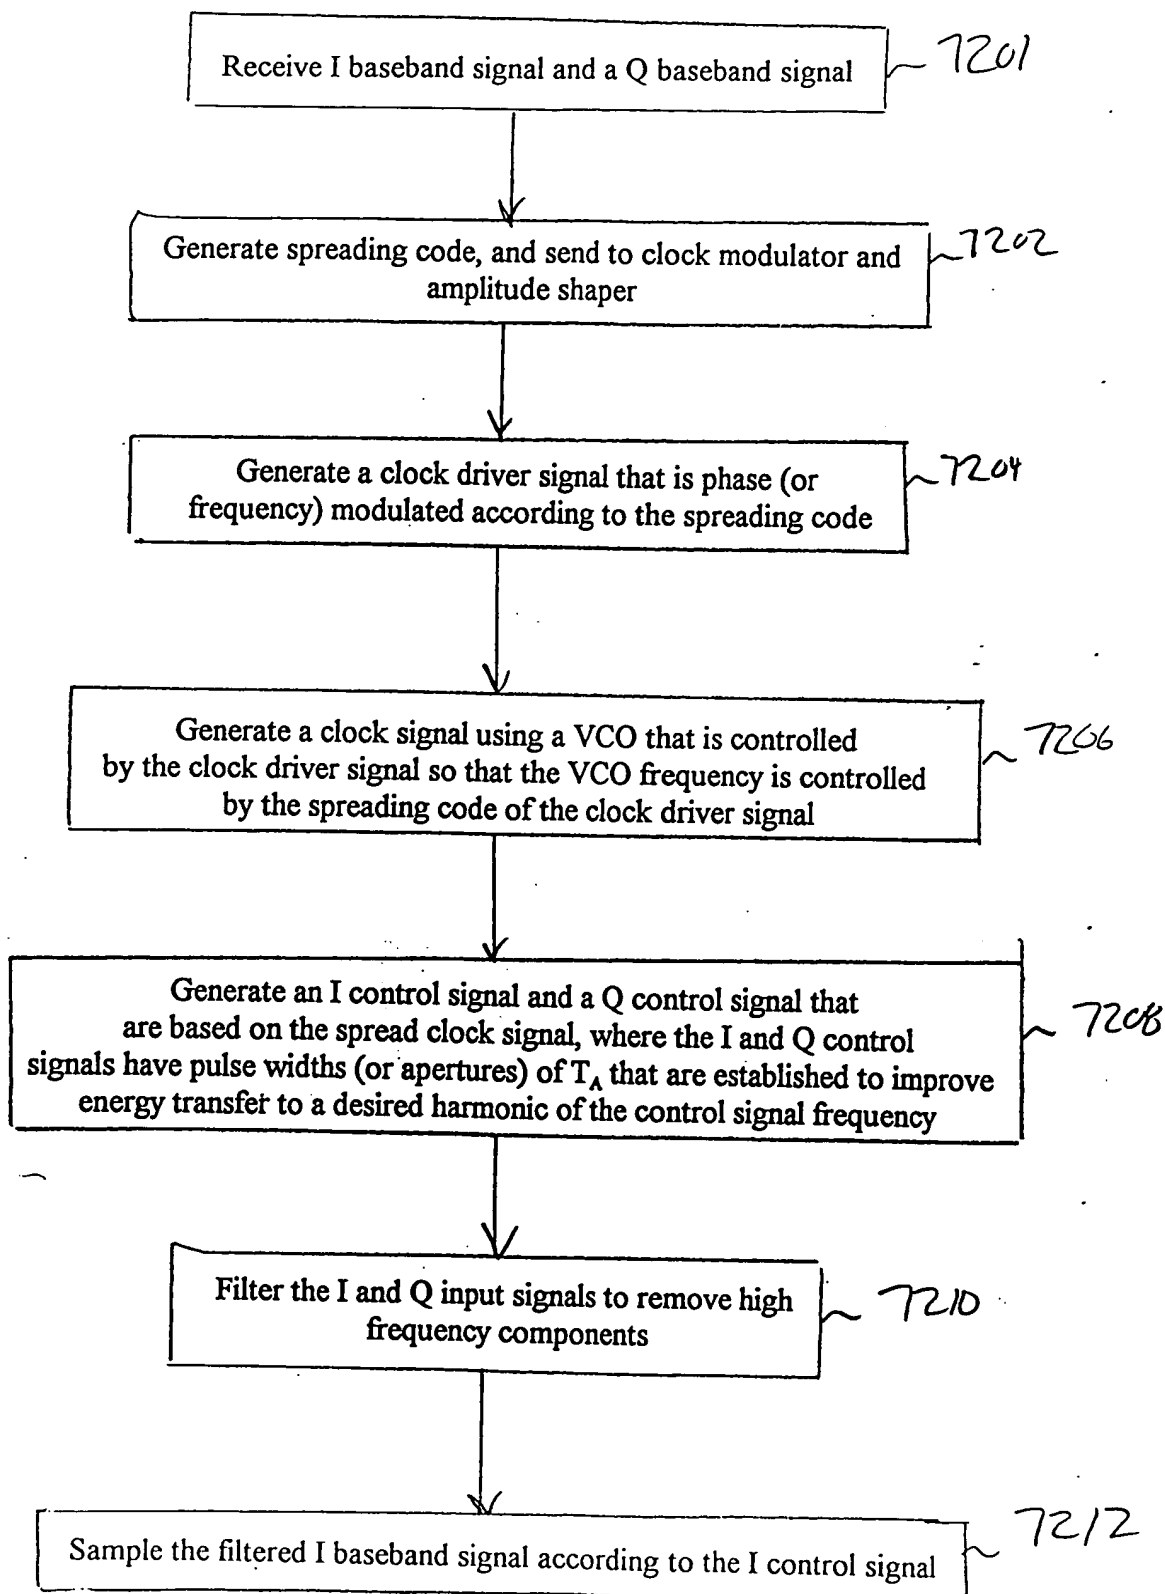 Receive I baseband signal and a Q baseband signal
7201
Generate spreading code, and send to clock modulator and
amplitude shaper
7202
Generate a clock driver signal that is phase (or
frequency) modulated according to the spreading code
7204
Generate a clock signal using a VCO that is controlled
by the clock driver signal so that the VCO frequency is controlled
by the spreading code of the clock driver signal
7206
Generate an I control signal and a Q control signal that
are based on the spread clock signal, where the I and Q control
signals have pulse widths (or apertures) of T_A that are established to improve
energy transfer to a desired harmonic of the control signal frequency
7208
Filter the I and Q input signals to remove high
frequency components
7210
Sample the filtered I baseband signal according to the I control signal
7212